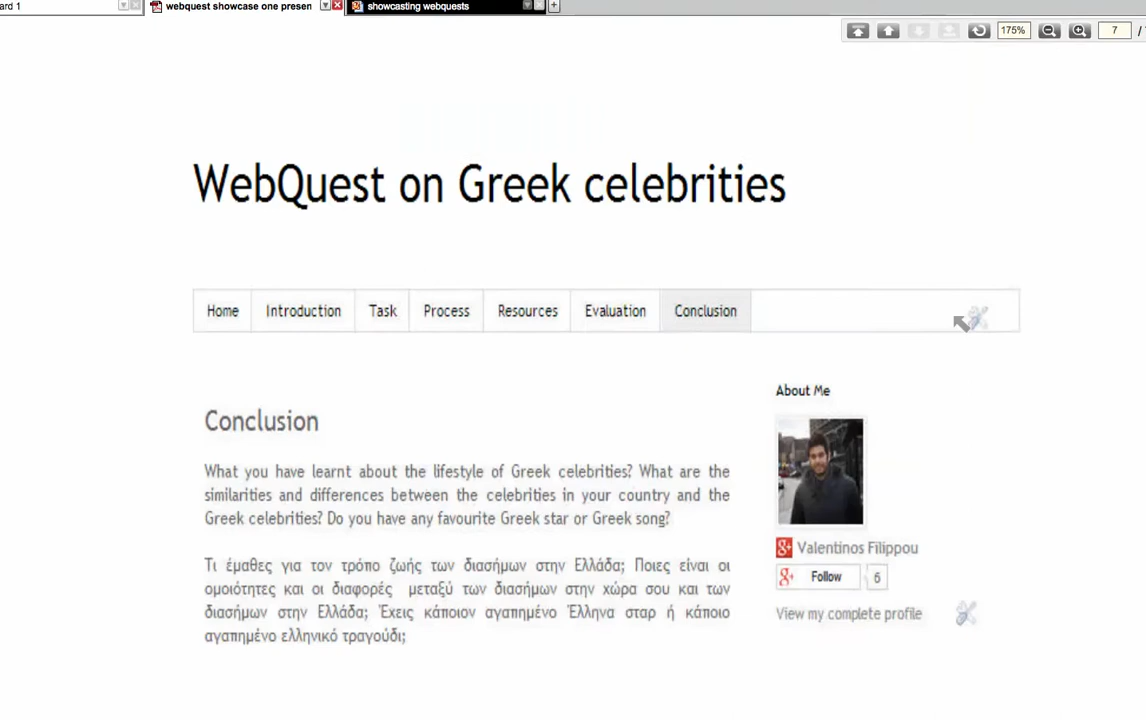 ard 1
webquest showcase one presen
showcasting webquests
175%
7 /
WebQuest on Greek celebrities
Home Introduction Task Process Resources Evaluation Conclusion
About Me
Conclusion
What you have learnt about the lifestyle of Greek celebrities? What are the
similarities and differences between the celebrities in your country and the
Greek celebrities? Do you have any favourite Greek star or Greek song?
Τι έμαθες για τον τρόπο ζωής των διασήμων στην Ελλάδα; Ποιες είναι οι
ομοιότητες και οι διαφορές μεταξύ των διασήμων στην χώρα σου και των
διασήμων στην Ελλάδα; Έχεις κάποιον αγαπημένο Έλληνα σταρ ή κάποιο
αγαπημένο ελληνικό τραγούδι;
Valentinos Filippou
Follow 6
View my complete profile